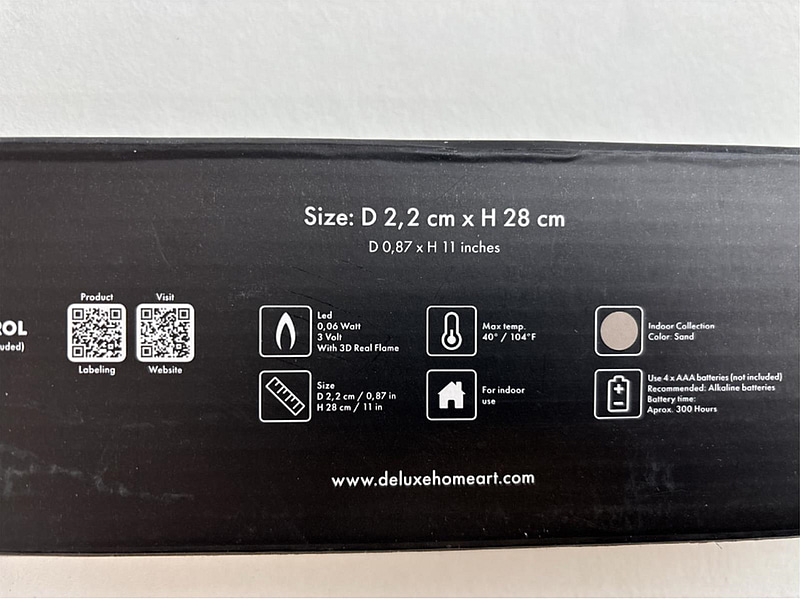 Size: D 2,2 cm x H 28 cm
D 0,87 x H 11 inches
Product
Visit
Labeling
Website
Led
0,06 Watt
3 Volt
With 3D Real Flame
Max temp.
40° / 104°F
Indoor Collection
Color: Sand
Size
D 2,2 cm / 0,87 in
H 28 cm / 11 in
For indoor
use
Use 4 x AAA batteries (not included)
Recommended: Alkaline batteries
Battery time:
Aprox. 300 Hours
www.deluxehomeart.com